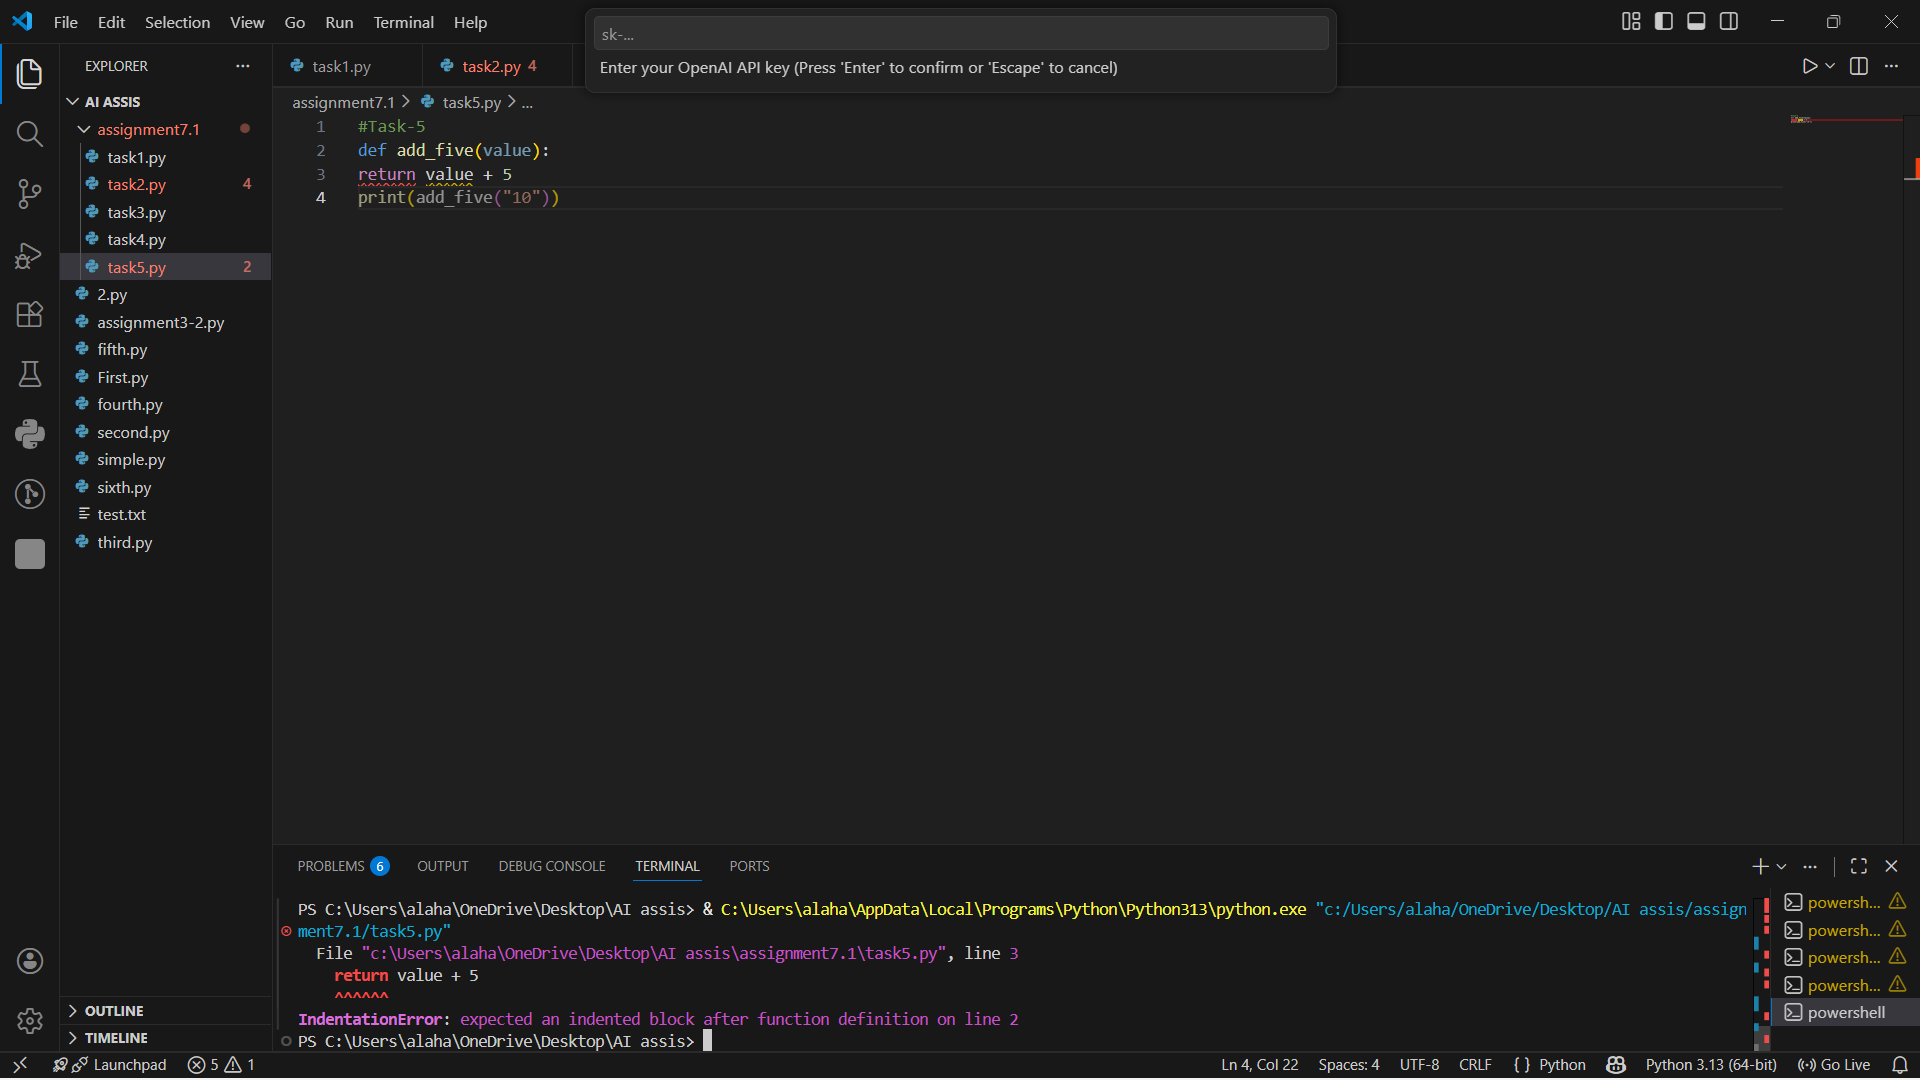 File Edit Selection View Go Run Terminal Help
sk-...
Enter your OpenAI API key (Press 'Enter' to confirm or 'Escape' to cancel)
EXPLORER
task1.py
task2.py 4
AI ASSIS
assignment7.1
task1.py
task2.py 4
task3.py
task4.py
task5.py 2
2.py
assignment3-2.py
fifth.py
First.py
fourth.py
second.py
simple.py
sixth.py
test.txt
third.py
OUTLINE
TIMELINE
assignment7.1 > task5.py > ...
1 #Task-5
2 def add_five(value):
3 return value + 5
4 print(add_five("10"))
PROBLEMS 6 OUTPUT DEBUG CONSOLE TERMINAL PORTS
PS C:\Users\alaha\OneDrive\Desktop\AI assis> & C:\Users\alaha\AppData\Local\Programs\Python\Python313\python.exe "c:/Users/alaha/OneDrive/Desktop/AI assis/assign
ment7.1/task5.py"
File "c:\Users\alaha\OneDrive\Desktop\AI assis\assignment7.1\task5.py", line 3
return value + 5
^^^^^^
IndentationError: expected an indented block after function definition on line 2
PS C:\Users\alaha\OneDrive\Desktop\AI assis>
powersh...
powersh...
powersh...
powersh...
powershell
Launchpad 5 1 Ln 4, Col 22 Spaces: 4 UTF-8 CRLF { } Python Python 3.13 (64-bit) Go Live